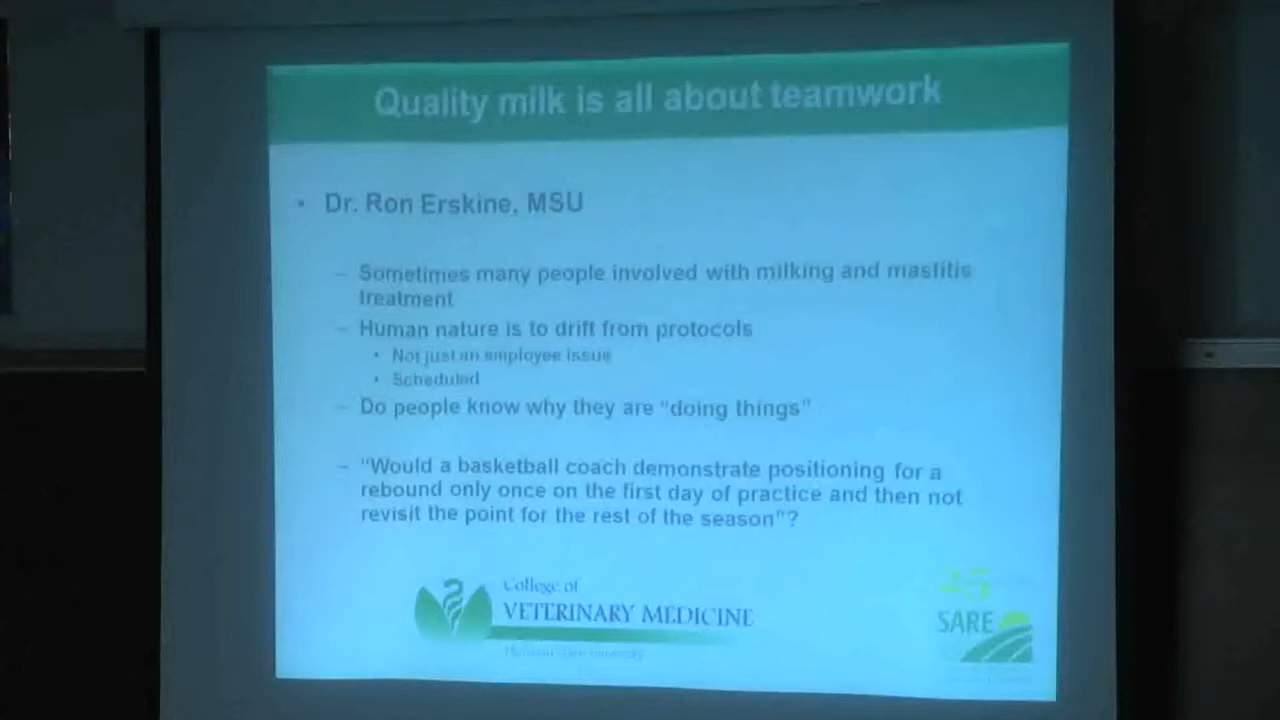 Quality milk is all about teamwork
• Dr. Ron Erskine, MSU
– Sometimes many people involved with milking and mastitis
treatment
– Human nature is to drift from protocols
• Not just an employee issue
• Scheduled
– Do people know why they are “doing things”
– “Would a basketball coach demonstrate positioning for a
rebound only once on the first day of practice and then not
revisit the point for the rest of the season”?
College of
VETERINARY MEDICINE
25
SARE